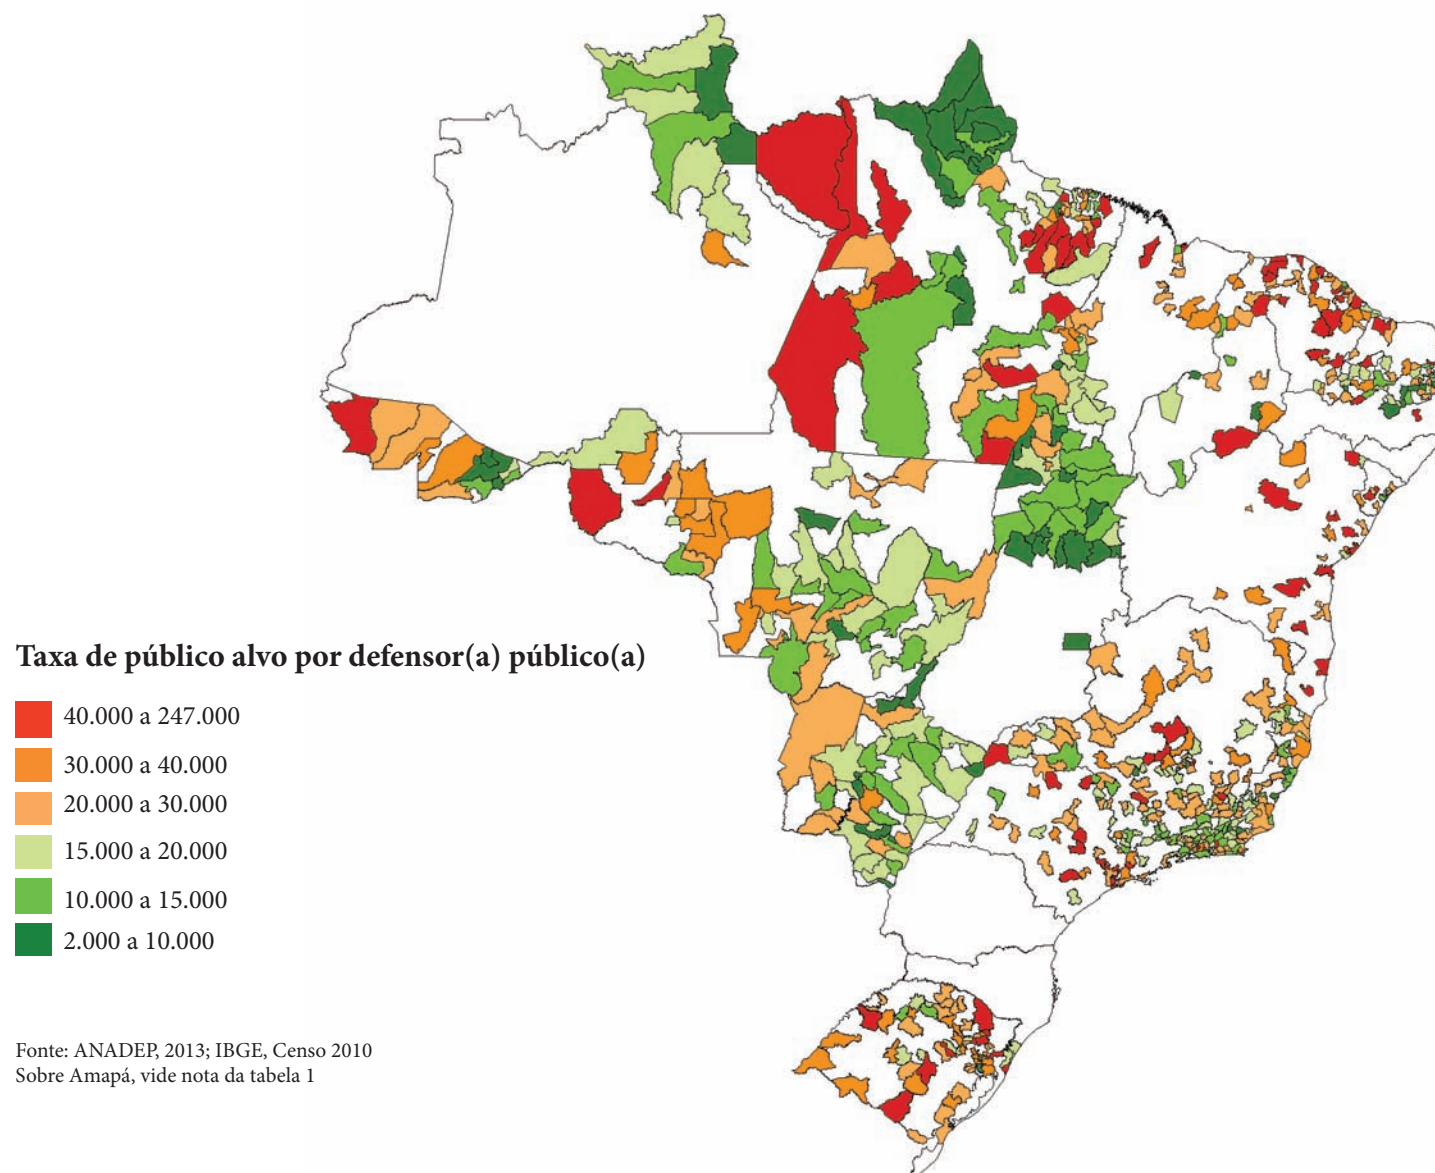 Taxa de público alvo por defensor(a) público(a)
40.000 a 247.000
30.000 a 40.000
20.000 a 30.000
15.000 a 20.000
10.000 a 15.000
2.000 a 10.000
Fonte: ANADEP, 2013; IBGE, Censo 2010
Sobre Amapá, vide nota da tabela 1